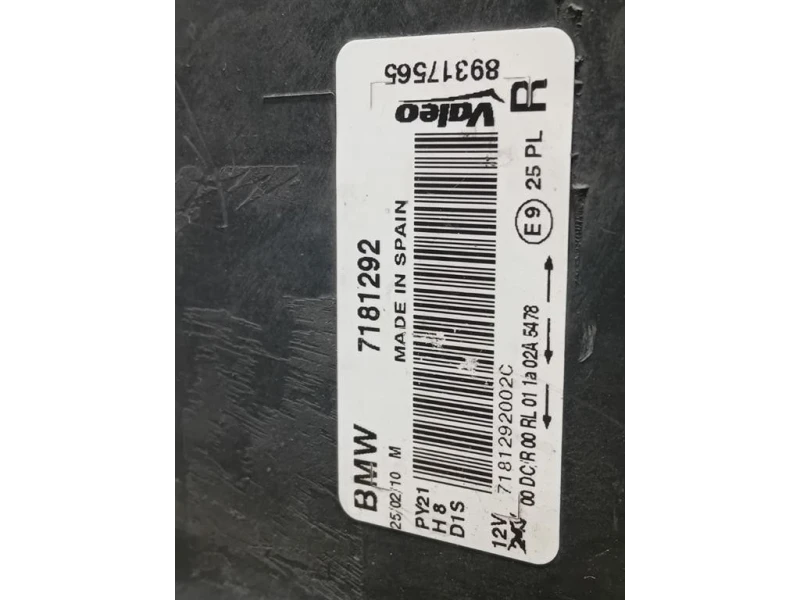 BMW 7181292
25/02/10 M MADE IN SPAIN
PY21
H8
D1S
Valeo
89317565
R
12V
7181292002C
00 DC/R 00 RL 01 1a 02A 5478
E9 25 PL